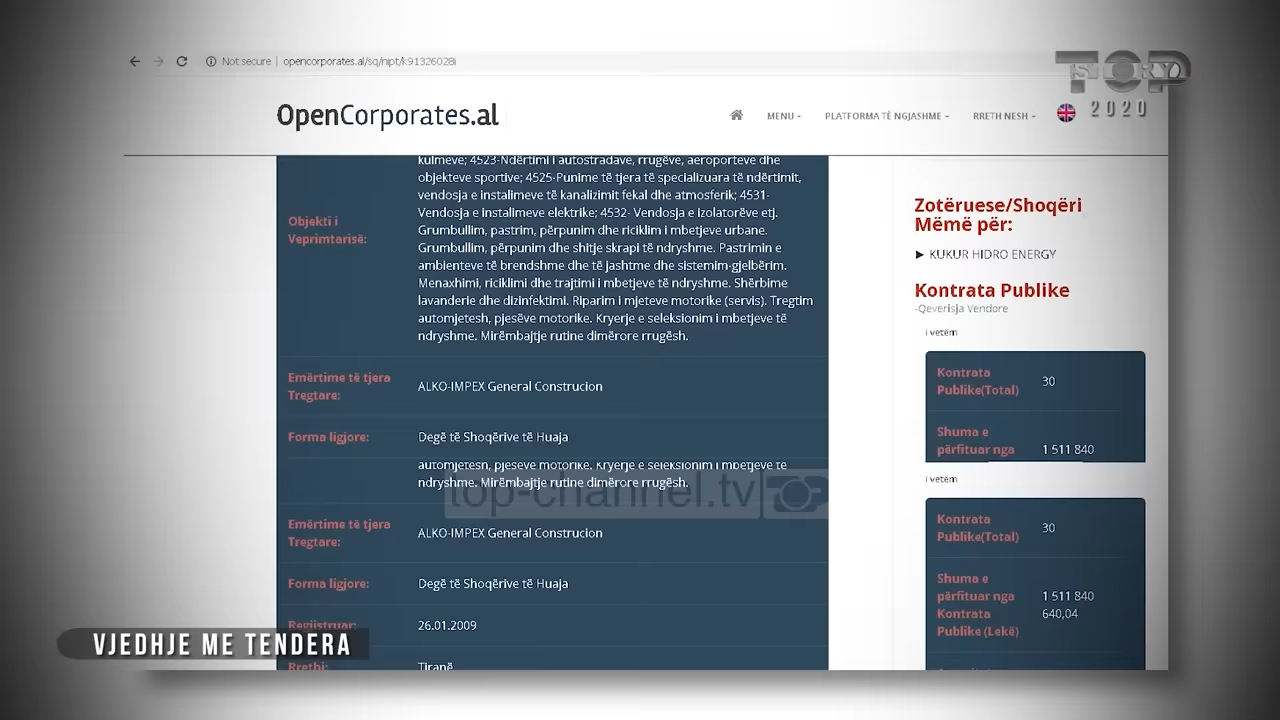 Not secure | opencorporates.al/sq/nipt/k91326028i
TOP
STORY
2020
OpenCorporates.al
MENU
PLATFORMA TË NGJASHME
RRETH NESH
kulmeve; 4523-Ndërtimi i autostradave, rrugëve, aeroporteve dhe
objekteve sportive; 4525-Punime të tjera të specializuara të ndërtimit,
vendosja e instalimeve të kanalizimit fekal dhe atmosferik; 4531-
Vendosja e instalimeve elektrike; 4532- Vendosja e izolatorëve etj.
Grumbullim, pastrim, përpunim dhe riciklim i mbetjeve urbane.
Grumbullim, përpunim dhe shitje skrapi të ndryshme. Pastrimin e
ambienteve të brendshme dhe të jashtme dhe sistemim-gjelbërim.
Menaxhimi, riciklimi dhe trajtimi i mbetjeve të ndryshme. Shërbime
lavanderie dhe dizinfektimi. Riparim i mjeteve motorike (servis). Tregtim
automjetesh, pjesëve motorike. Kryerje e seleksionim i mbetjeve të
ndryshme. Mirëmbajtje rutine dimërore rrugësh.
Objekti i
Veprimtarisë:
Emërtime të tjera
Tregtare:
ALKO-IMPEX General Construcion
Forma ligjore:
Degë të Shoqërive të Huaja
automjetesh, pjesëve motorike. Kryerje e seleksionim i mbetjeve të
ndryshme. Mirëmbajtje rutine dimërore rrugësh.
top-channel.tv
Emërtime të tjera
Tregtare:
ALKO-IMPEX General Construcion
Forma ligjore:
Degë të Shoqërive të Huaja
Regjistruar:
26.01.2009
Rrethi:
Tiranë
Zotëruese/Shoqëri
Mëmë për:
► KUKUR HIDRO ENERGY
Kontrata Publike
-Qeverisja Vendore
i vetëm
Kontrata
Publike(Total)
30
Shuma e
përfituar nga
1 511 840
i vetëm
Kontrata
Publike(Total)
30
Shuma e
përfituar nga
Kontrata
Publike (Lekë)
1 511 840
640,04
VJEDHJE ME TENDERA